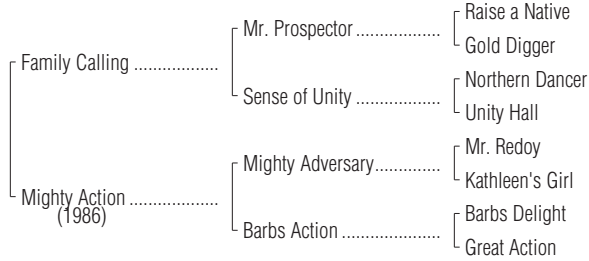 Raise a Native
Mr. Prospector ..................
Gold Digger
Family Calling ..................
Northern Dancer
Sense of Unity ..................
Unity Hall
Mr. Redoy
Mighty Adversary..............
Kathleen's Girl
Mighty Action ..................
(1986)
Barbs Delight
Barbs Action ....................
Great Action